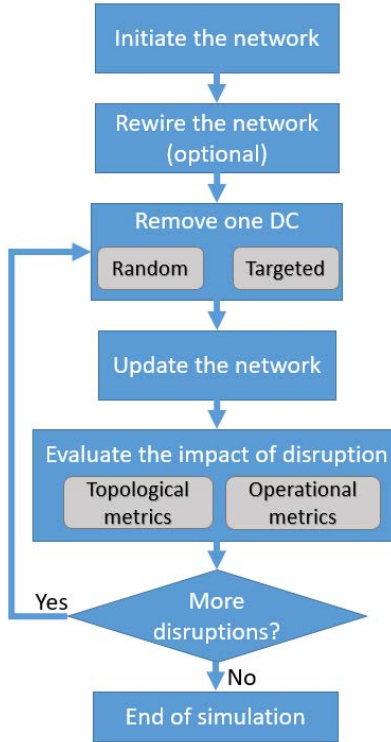 Initiate the network
Rewire the network
(optional)
Remove one DC
Random Targeted
Update the network
Evaluate the impact of disruption
Topological Operational
metrics metrics
More
disruptions?
Yes
No
End of simulation